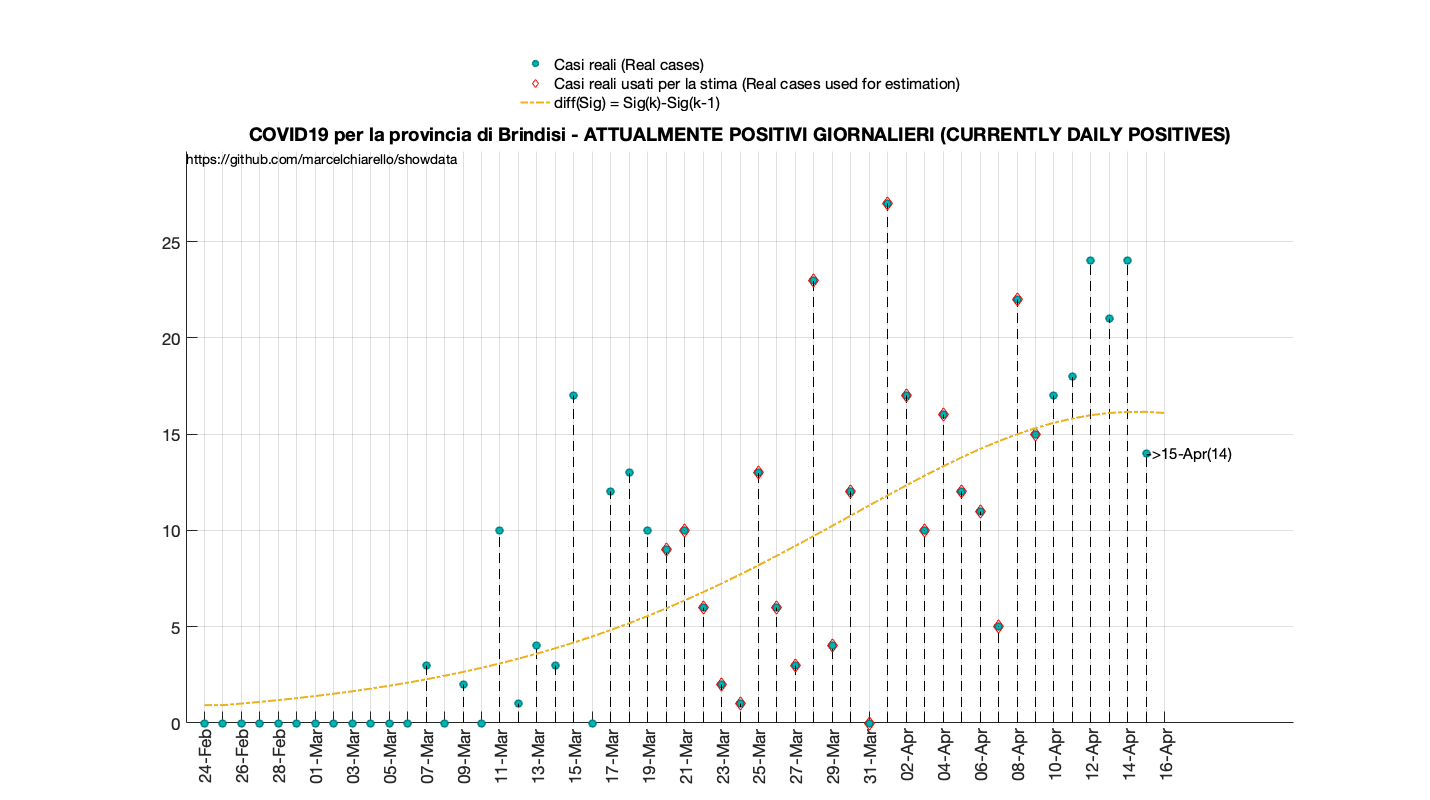 Casi reali (Real cases)
Casi reali usati per la stima (Real cases used for estimation)
diff(Sig) = Sig(k)-Sig(k-1)
COVID19 per la provincia di Brindisi - ATTUALMENTE POSITIVI GIORNALIERI (CURRENTLY DAILY POSITIVES)
https://github.com/marcelchiarello/showdata
25
20
15
10
5
0
->15-Apr(14)
24-Feb
26-Feb
28-Feb
01-Mar
03-Mar
05-Mar
07-Mar
09-Mar
11-Mar
13-Mar
15-Mar
17-Mar
19-Mar
21-Mar
23-Mar
25-Mar
27-Mar
29-Mar
31-Mar
02-Apr
04-Apr
06-Apr
08-Apr
10-Apr
12-Apr
14-Apr
16-Apr